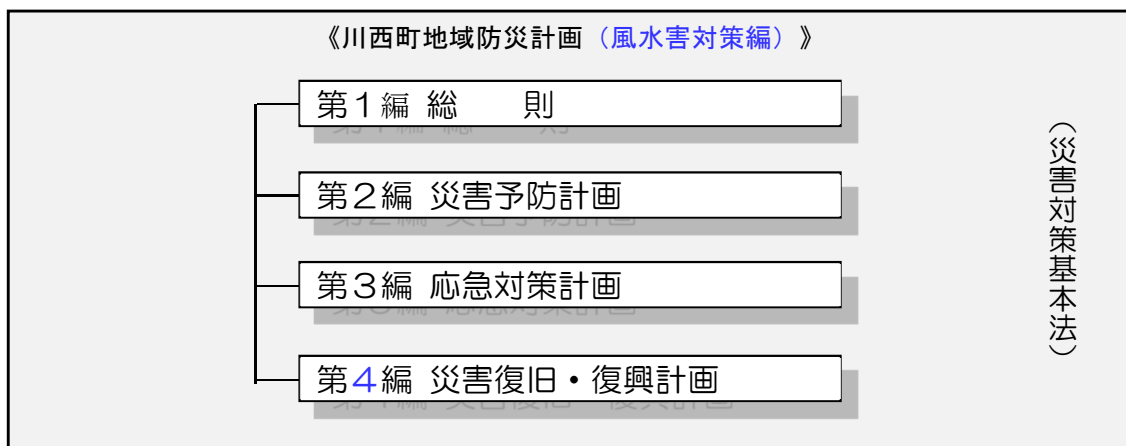 《川西町地域防災計画（風水害対策編）》
第１編 総　　則
第２編 災害予防計画
第３編 応急対策計画
第４編 災害復旧・復興計画
（災害対策基本法）